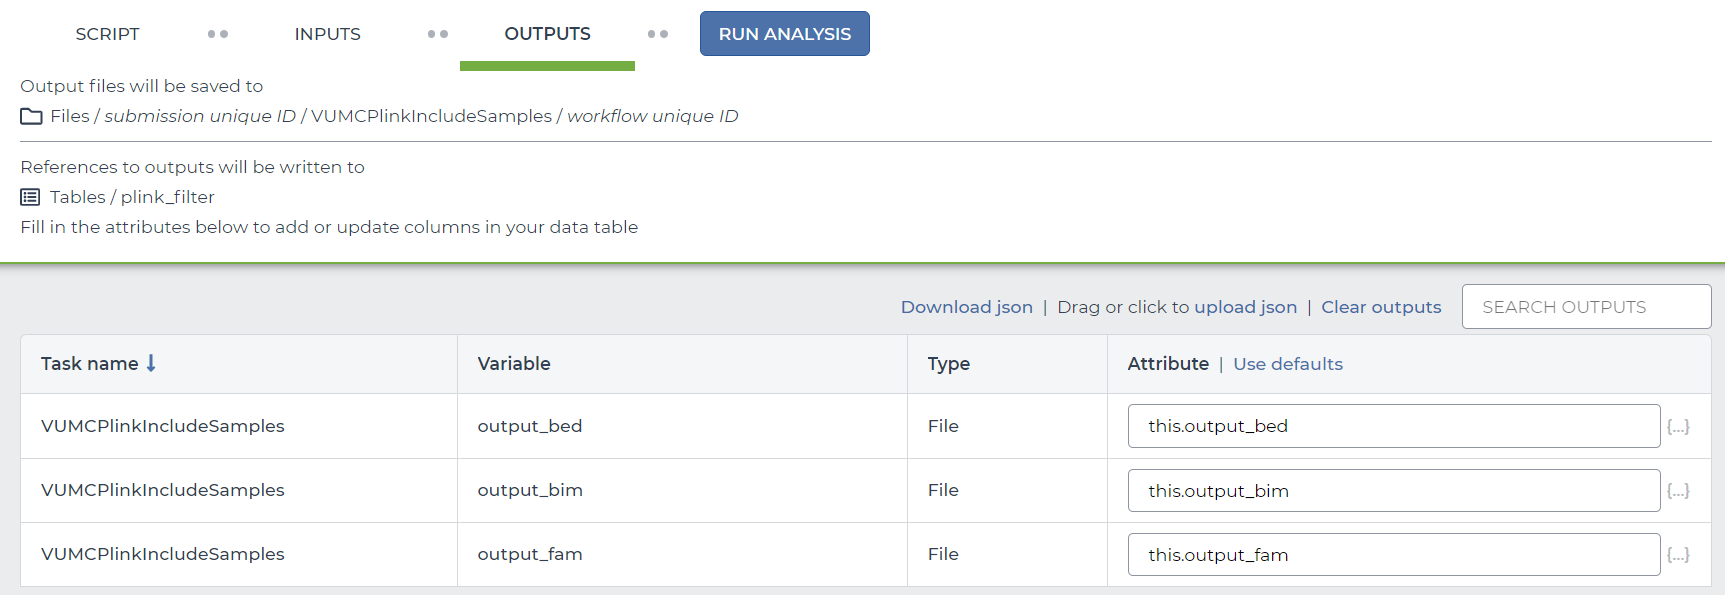 SCRIPT INPUTS OUTPUTS RUN ANALYSIS
Output files will be saved to
Files / submission unique ID / VUMCPlinkIncludeSamples / workflow unique ID
References to outputs will be written to
Tables / plink_filter
Fill in the attributes below to add or update columns in your data table
Download json | Drag or click to upload json | Clear outputs SEARCH OUTPUTS
Task name Variable Type Attribute | Use defaults
VUMCPlinkIncludeSamples output_bed File this.output_bed {...}
VUMCPlinkIncludeSamples output_bim File this.output_bim {...}
VUMCPlinkIncludeSamples output_fam File this.output_fam {...}